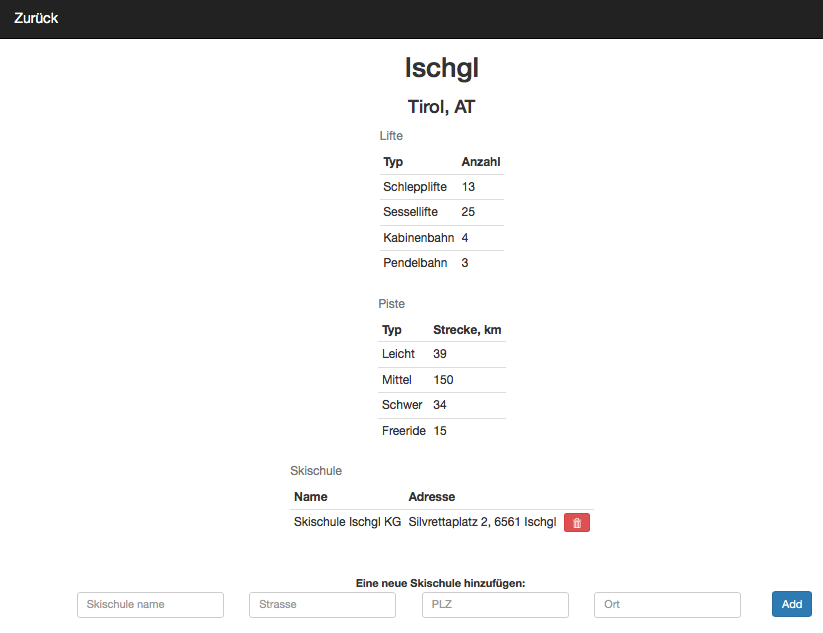 Zurück
Ischgl
Tirol, AT
Lifte
Typ Anzahl
Schlepplifte 13
Sessellifte 25
Kabinenbahn 4
Pendelbahn 3
Piste
Typ Strecke, km
Leicht 39
Mittel 150
Schwer 34
Freeride 15
Skischule
Name Adresse
Skischule Ischgl KG Silvrettaplatz 2, 6561 Ischgl
Eine neue Skischule hinzufügen:
Skischule name Strasse PLZ Ort Add